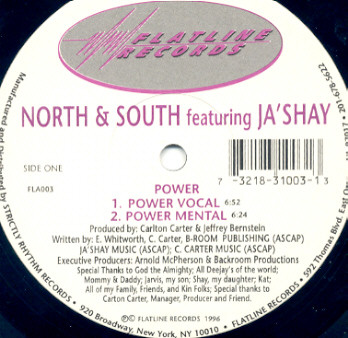 FLATLINE
RECORDS
NORTH & SOUTH featuring JA'SHAY
SIDE ONE
FLA003
7 -3218-31003-1 3
POWER
1. POWER VOCAL 6:52
2. POWER MENTAL 6:24
Produced by: Carlton Carter & Jeffrey Bernstein
Written by: E. Whitworth, C. Carter, B-ROOM PUBLISHING (ASCAP)
JA'SHAY MUSIC (ASCAP) C. CARTER MUSIC (ASCAP)
Executive Producers: Arnold McPherson & Backroom Productions
Special Thanks to God the Almighty; All Deejay's of the world;
Mommy & Daddy; Jarvis, my son; Shay, my daughter; Kat;
All of my Family, Friends, and Kin Folks; Special thanks to
Carton Carter, Manager, Producer and Friend.
Ⓟ© FLATLINE RECORDS 1996
Manufactured and Distributed by STRICTLY RHYTHM RECORDS • 920 Broadway, New York, NY 10010 • FLATLINE RECORDS • 592 Thomas Blvd. East 017 • 201-678-5622